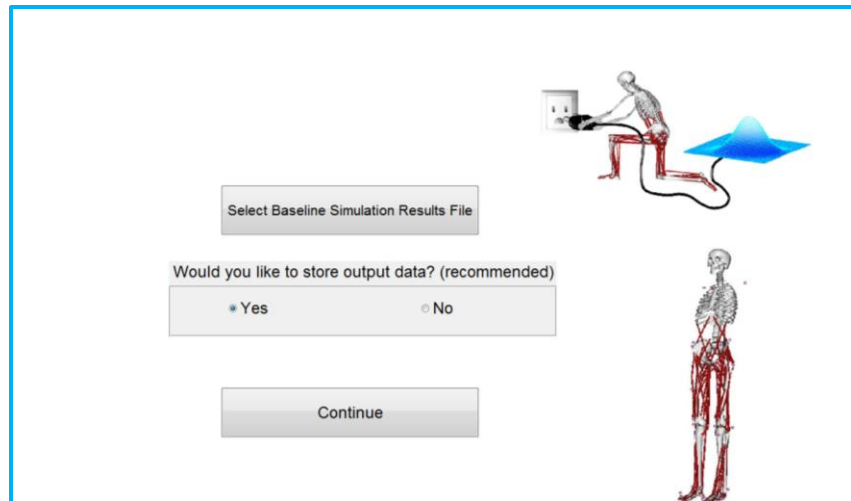 Select Baseline Simulation Results File
Would you like to store output data? (recommended)
Yes
No
Continue